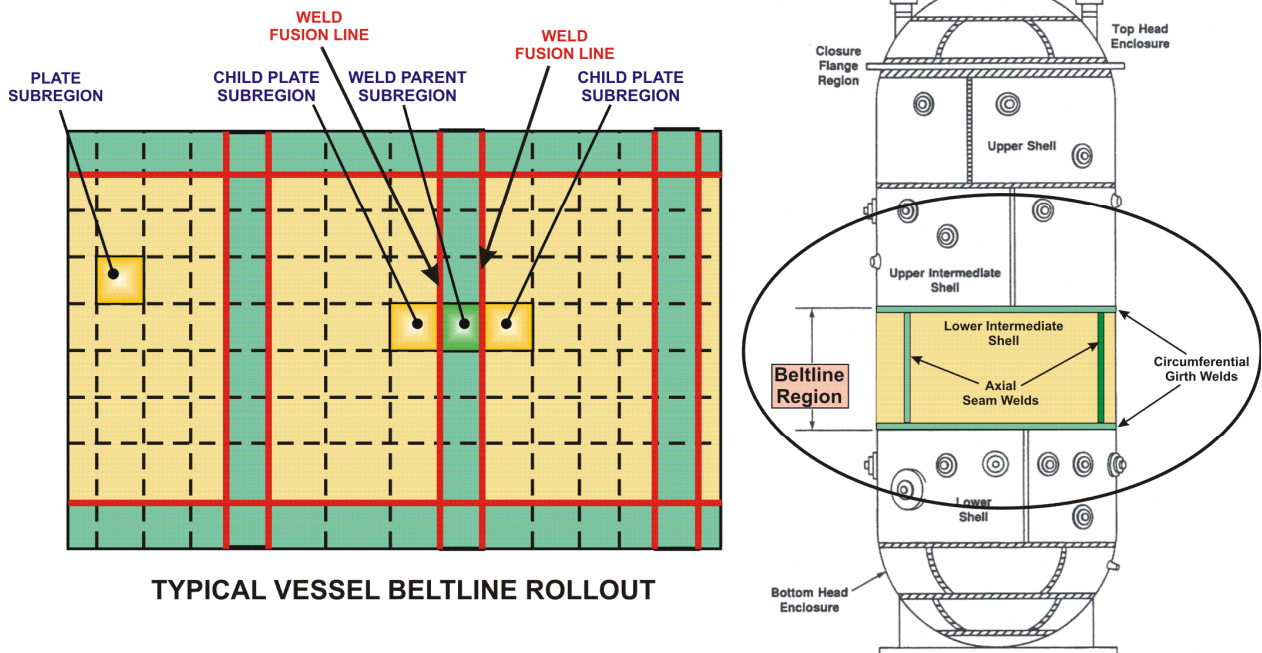 WELD
FUSION LINE
WELD
FUSION LINE
PLATE
SUBREGION
CHILD PLATE
SUBREGION
WELD PARENT
SUBREGION
CHILD PLATE
SUBREGION
TYPICAL VESSEL BELTLINE ROLLOUT
Top Head
Enclosure
Closure
Flange
Region
Upper Shell
Upper Intermediate
Shell
Lower Intermediate
Shell
Beltline
Region
Axial
Seam Welds
Circumferential
Girth Welds
Lower
Shell
Bottom Head
Enclosure